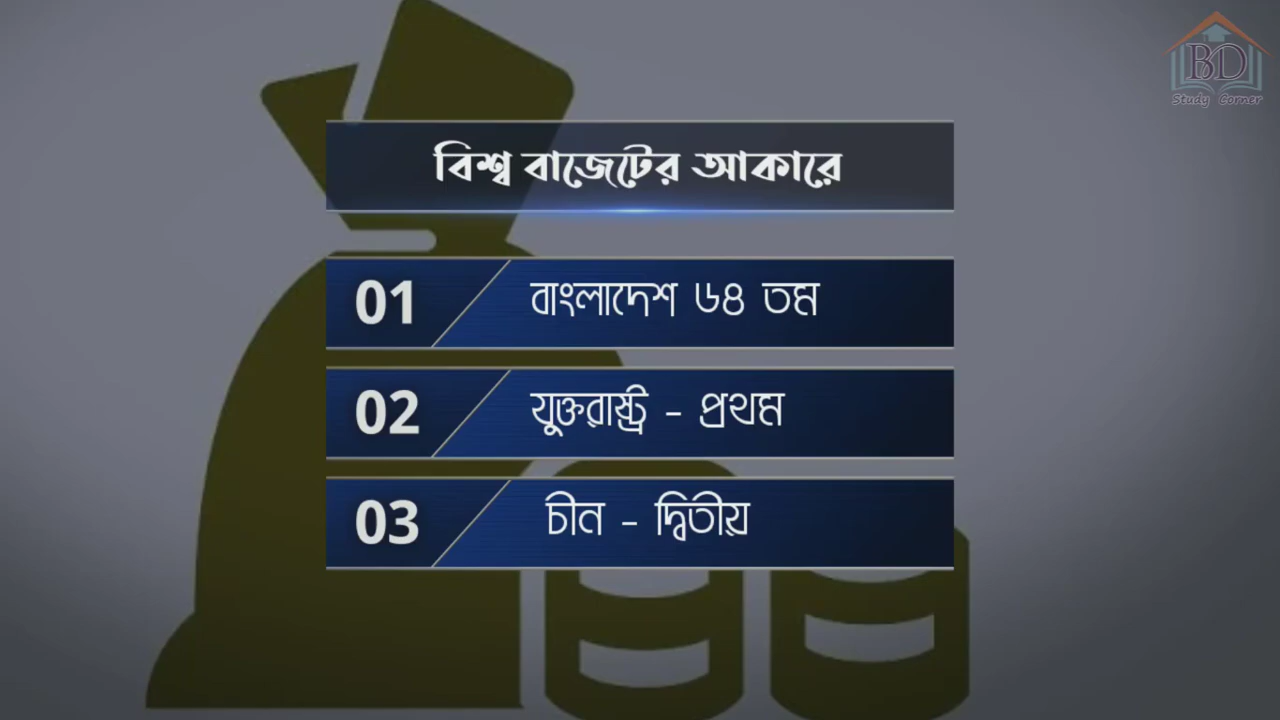 BD
Study Corner
বিশ্ব বাজেটের আকারে
01 বাংলাদেশ ৬৪ তম
02 যুক্তরাষ্ট্র - প্রথম
03 চীন - দ্বিতীয়